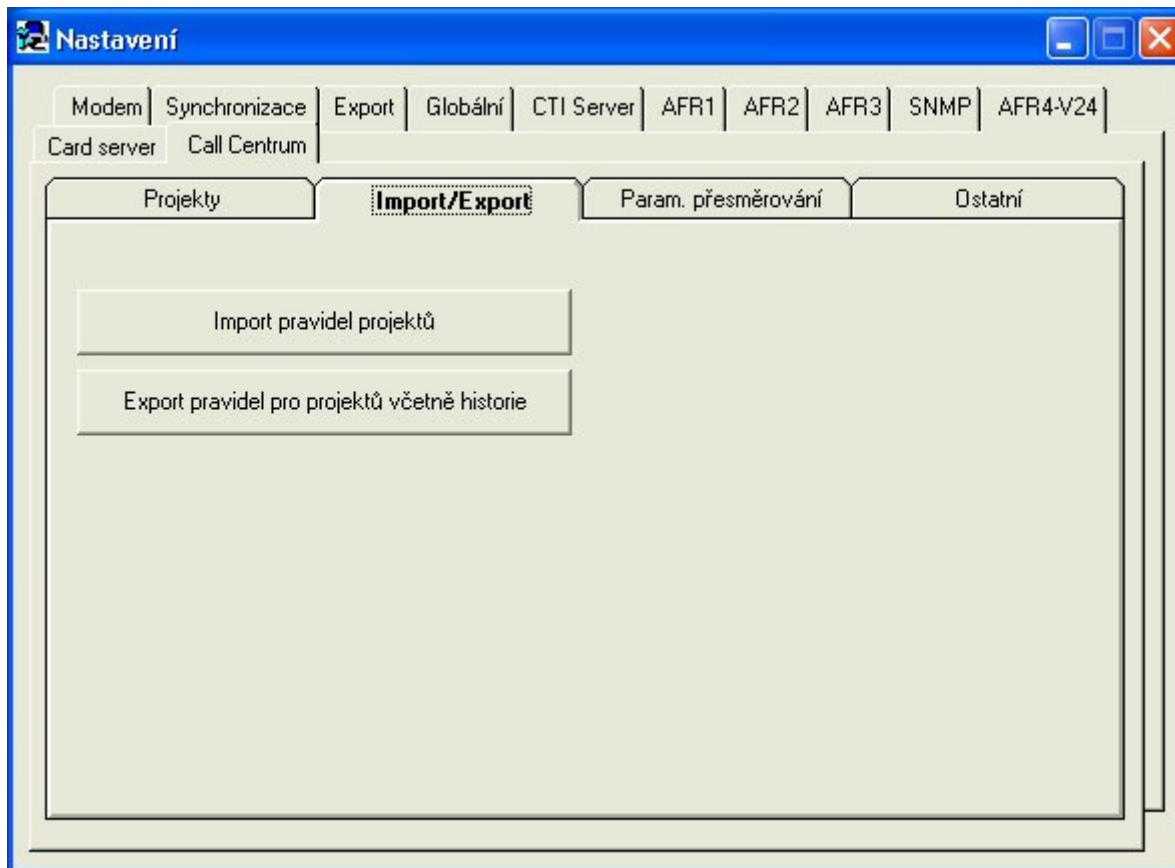 Nastavení
Modem Synchronizace Export Globální CTI Server AFR1 AFR2 AFR3 SNMP AFR4-V24
Card server Call Centrum
Projekty Import/Export Param. přesměrování Ostatní
Import pravidel projektů
Export pravidel pro projektů včetně historie